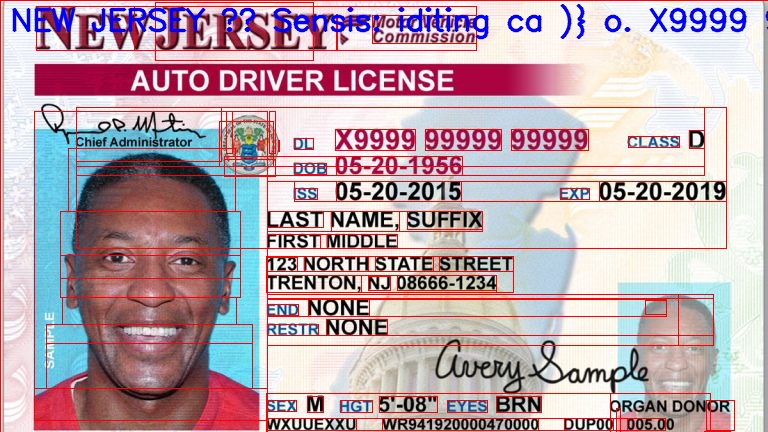 NEW JERSEY ?? Sensis, iditing ca )} o. X9999 9
NEW JERSEY Motor Vehicle
Commission
AUTO DRIVER LICENSE
Chief Administrator
DL X9999 99999 99999 CLASS D
DOB 05-20-1956
ISS 05-20-2015 EXP 05-20-2019
LAST NAME, SUFFIX
FIRST MIDDLE
123 NORTH STATE STREET
TRENTON, NJ 08666-1234
END NONE
RESTR NONE
SAMPLE
Avery Sample
SEX M HGT 5'-08" EYES BRN
ORGAN DONOR
WXUUEXXU WR941920000470000 DUP00 005.00